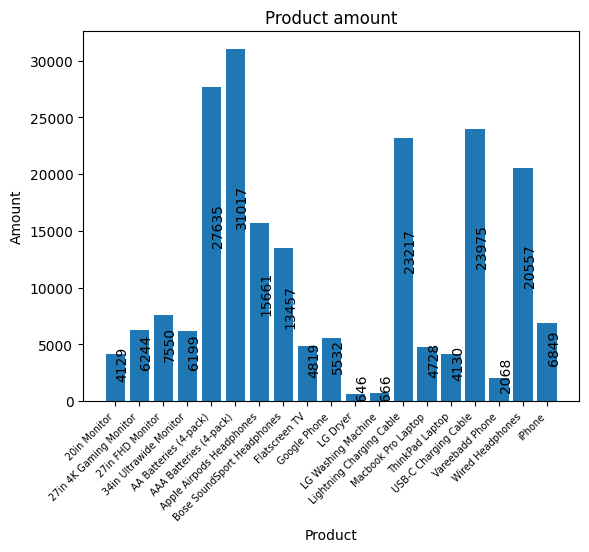 Product amount
Amount
30000
25000
20000
15000
10000
5000
0
4129
6244
7550
6199
27635
31017
15661
13457
4819
5532
646
666
23217
4728
4130
23975
2068
20557
6849
20in Monitor
27in 4K Gaming Monitor
27in FHD Monitor
34in Ultrawide Monitor
AA Batteries (4-pack)
AAA Batteries (4-pack)
Apple Airpods Headphones
Bose SoundSport Headphones
Flatscreen TV
Google Phone
LG Dryer
LG Washing Machine
Lightning Charging Cable
Macbook Pro Laptop
ThinkPad Laptop
USB-C Charging Cable
Vareebadd Phone
Wired Headphones
iPhone
Product